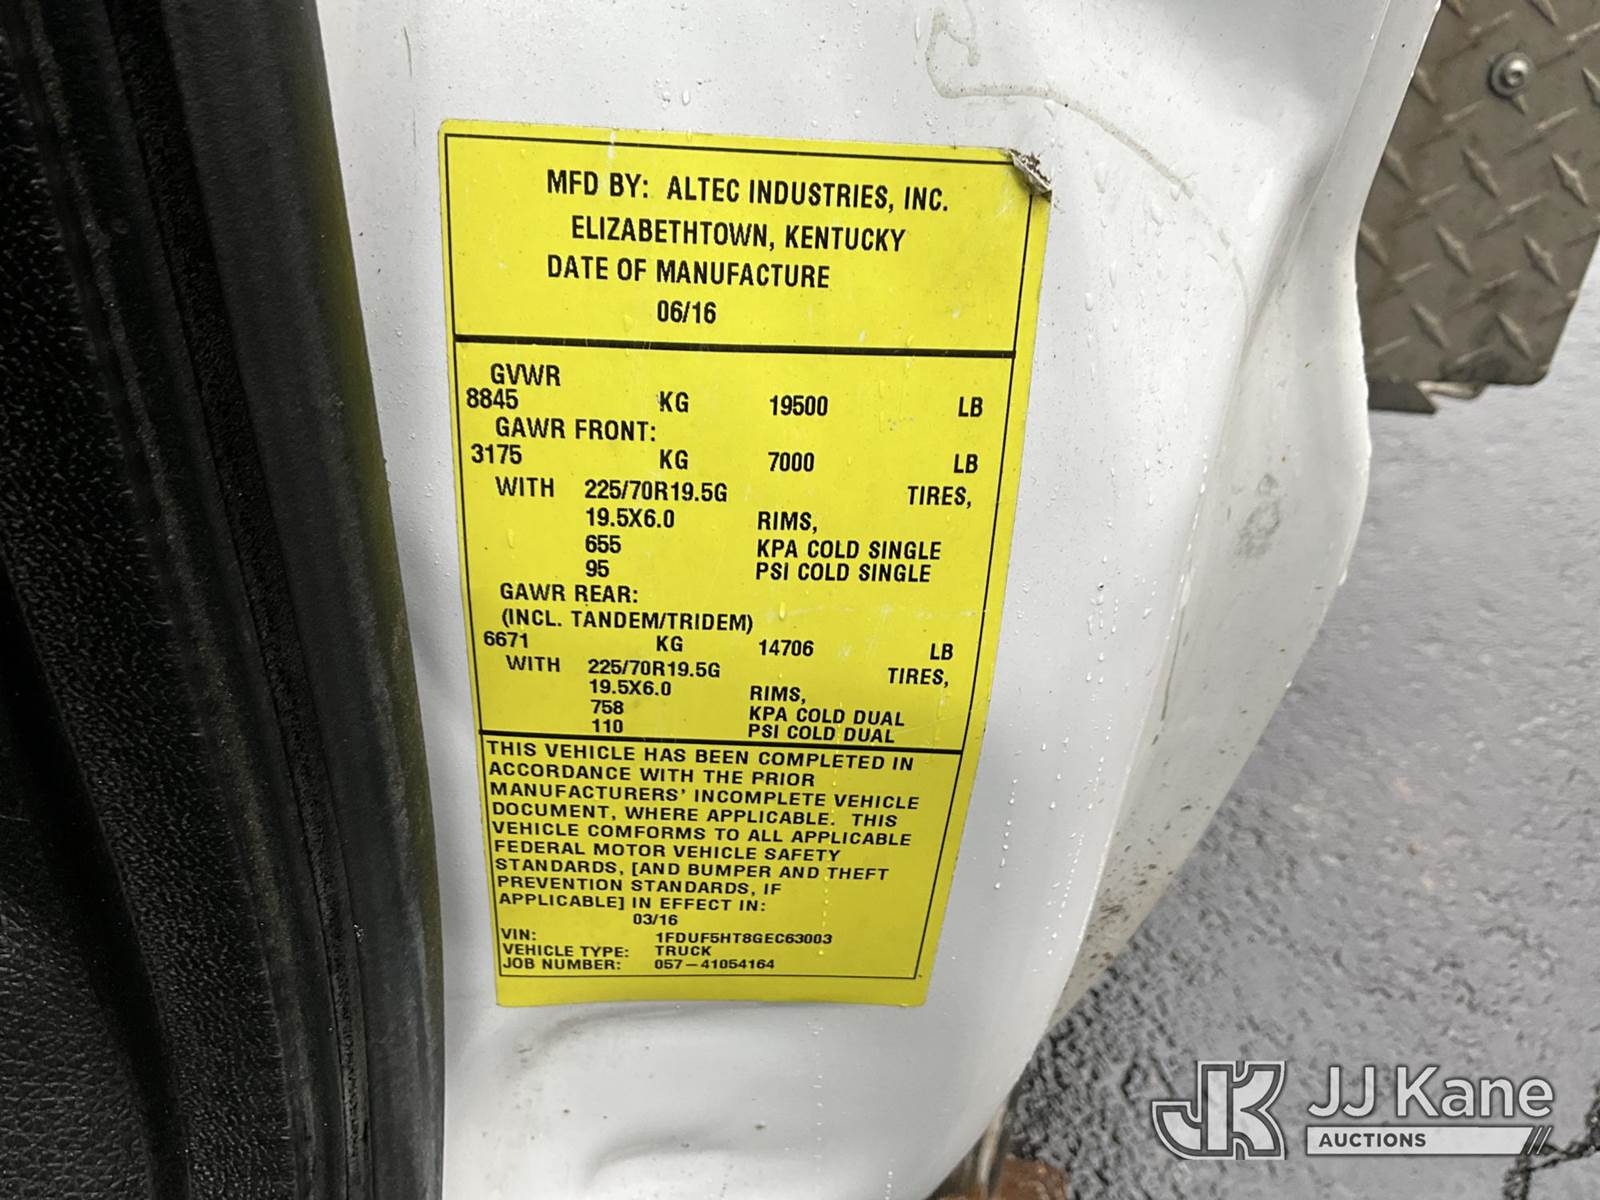 MFD BY: ALTEC INDUSTRIES, INC.
ELIZABETHTOWN, KENTUCKY
DATE OF MANUFACTURE
06/16
GVWR
8845 KG 19500 LB
GAWR FRONT:
3175 KG 7000 LB
WITH 225/70R19.5G TIRES,
19.5X6.0 RIMS,
655 KPA COLD SINGLE
95 PSI COLD SINGLE
GAWR REAR:
(INCL. TANDEM/TRIDEM)
6671 KG 14706 LB
WITH 225/70R19.5G TIRES,
19.5X6.0 RIMS,
758 KPA COLD DUAL
110 PSI COLD DUAL
THIS VEHICLE HAS BEEN COMPLETED IN
ACCORDANCE WITH THE PRIOR
MANUFACTURERS' INCOMPLETE VEHICLE
DOCUMENT, WHERE APPLICABLE. THIS
VEHICLE COMFORMS TO ALL APPLICABLE
FEDERAL MOTOR VEHICLE SAFETY
STANDARDS, [AND BUMPER AND THEFT
PREVENTION STANDARDS, IF
APPLICABLE] IN EFFECT IN:
03/16
VIN: 1FDUF5HT8GEC63003
VEHICLE TYPE: TRUCK
JOB NUMBER: 057-41054164
JK JJ Kane
AUCTIONS